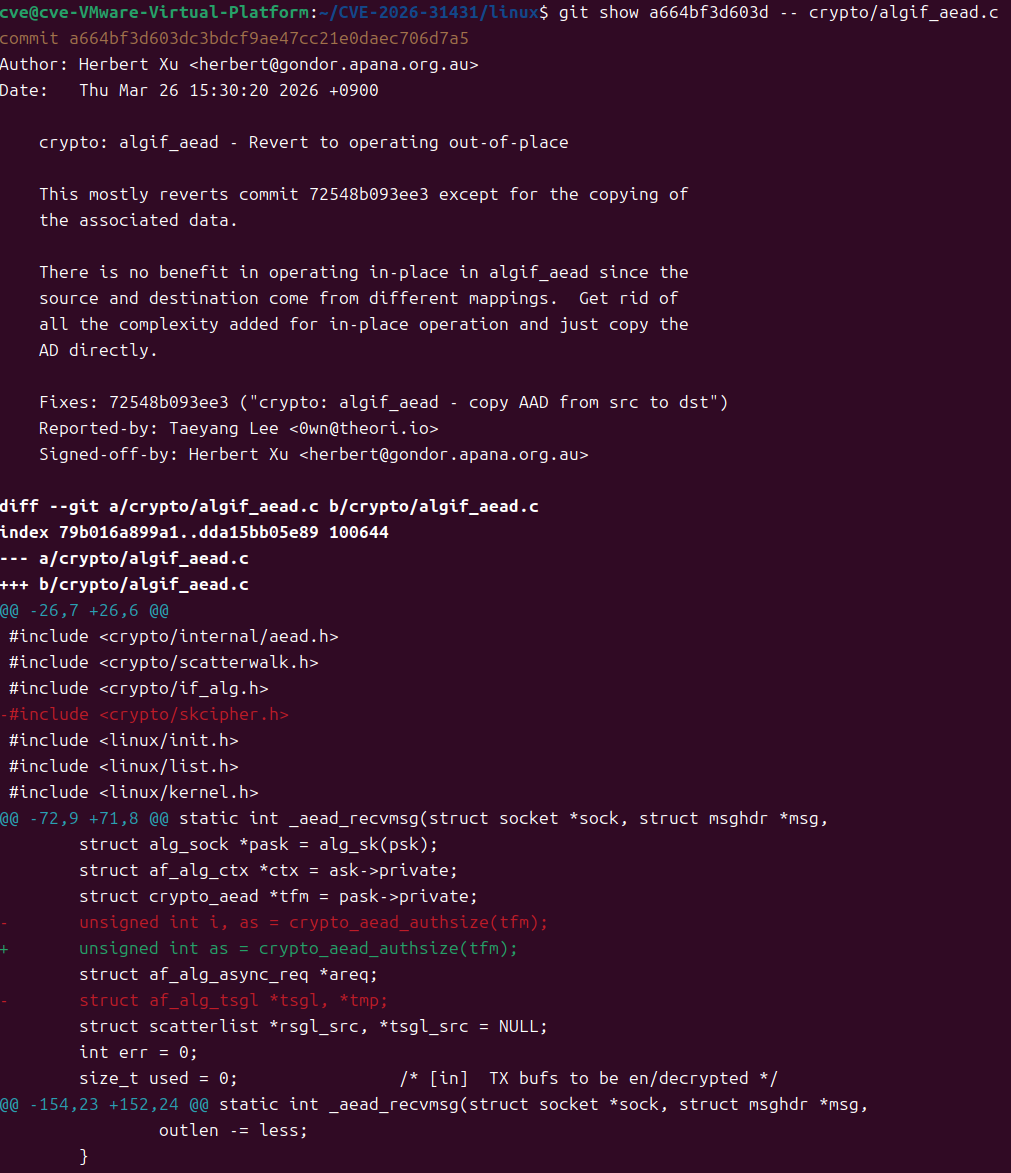 cve@cve-VMware-Virtual-Platform:~/CVE-2026-31431/linux$ git show a664bf3d603d -- crypto/algif_aead.c
commit a664bf3d603dc3bdcf9ae47cc21e0daec706d7a5
Author: Herbert Xu <herbert@gondor.apana.org.au>
Date:   Thu Mar 26 15:30:20 2026 +0900

    crypto: algif_aead - Revert to operating out-of-place

    This mostly reverts commit 72548b093ee3 except for the copying of
    the associated data.

    There is no benefit in operating in-place in algif_aead since the
    source and destination come from different mappings.  Get rid of
    all the complexity added for in-place operation and just copy the
    AD directly.

    Fixes: 72548b093ee3 ("crypto: algif_aead - copy AAD from src to dst")
    Reported-by: Taeyang Lee <0wn@theori.io>
    Signed-off-by: Herbert Xu <herbert@gondor.apana.org.au>

diff --git a/crypto/algif_aead.c b/crypto/algif_aead.c
index 79b016a899a1..dda15bb05e89 100644
--- a/crypto/algif_aead.c
+++ b/crypto/algif_aead.c
@@ -26,7 +26,6 @@
 #include <crypto/internal/aead.h>
 #include <crypto/scatterwalk.h>
 #include <crypto/if_alg.h>
-#include <crypto/skcipher.h>
 #include <linux/init.h>
 #include <linux/list.h>
 #include <linux/kernel.h>
@@ -72,9 +71,8 @@ static int _aead_recvmsg(struct socket *sock, struct msghdr *msg,
        struct alg_sock *pask = alg_sk(psk);
        struct af_alg_ctx *ctx = ask->private;
        struct crypto_aead *tfm = pask->private;
-       unsigned int i, as = crypto_aead_authsize(tfm);
+       unsigned int as = crypto_aead_authsize(tfm);
        struct af_alg_async_req *areq;
-       struct af_alg_tsgl *tsgl, *tmp;
        struct scatterlist *rsgl_src, *tsgl_src = NULL;
        int err = 0;
        size_t used = 0;                /* [in]  TX bufs to be en/decrypted */
@@ -154,23 +152,24 @@ static int _aead_recvmsg(struct socket *sock, struct msghdr *msg,
                outlen -= less;
        }